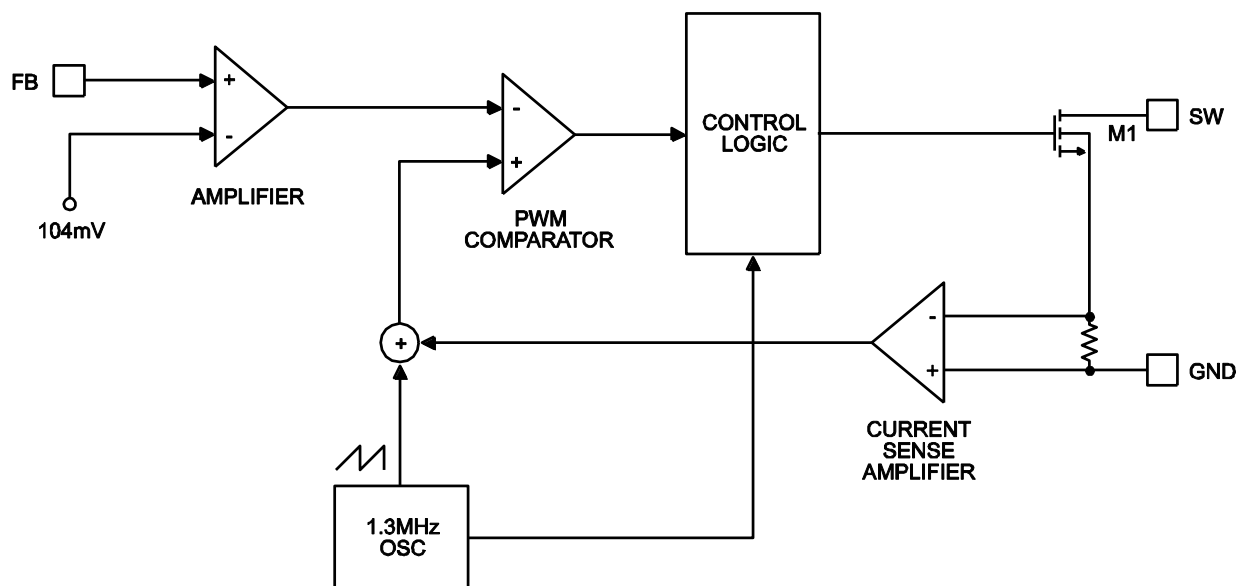 FB
+
-
AMPLIFIER
104mV
-
+
PWM
COMPARATOR
CONTROL
LOGIC
M1
SW
+
-
+
GND
CURRENT
SENSE
AMPLIFIER
1.3MHz
OSC